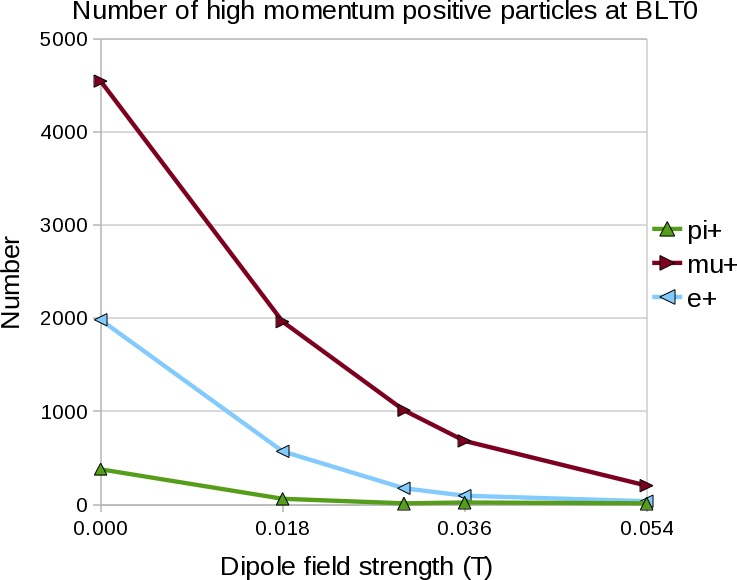 Number of high momentum positive particles at BLT0
5000
4000
3000
2000
1000
0
Number
0.000 0.018 0.036 0.054
Dipole field strength (T)
pi+
mu+
e+